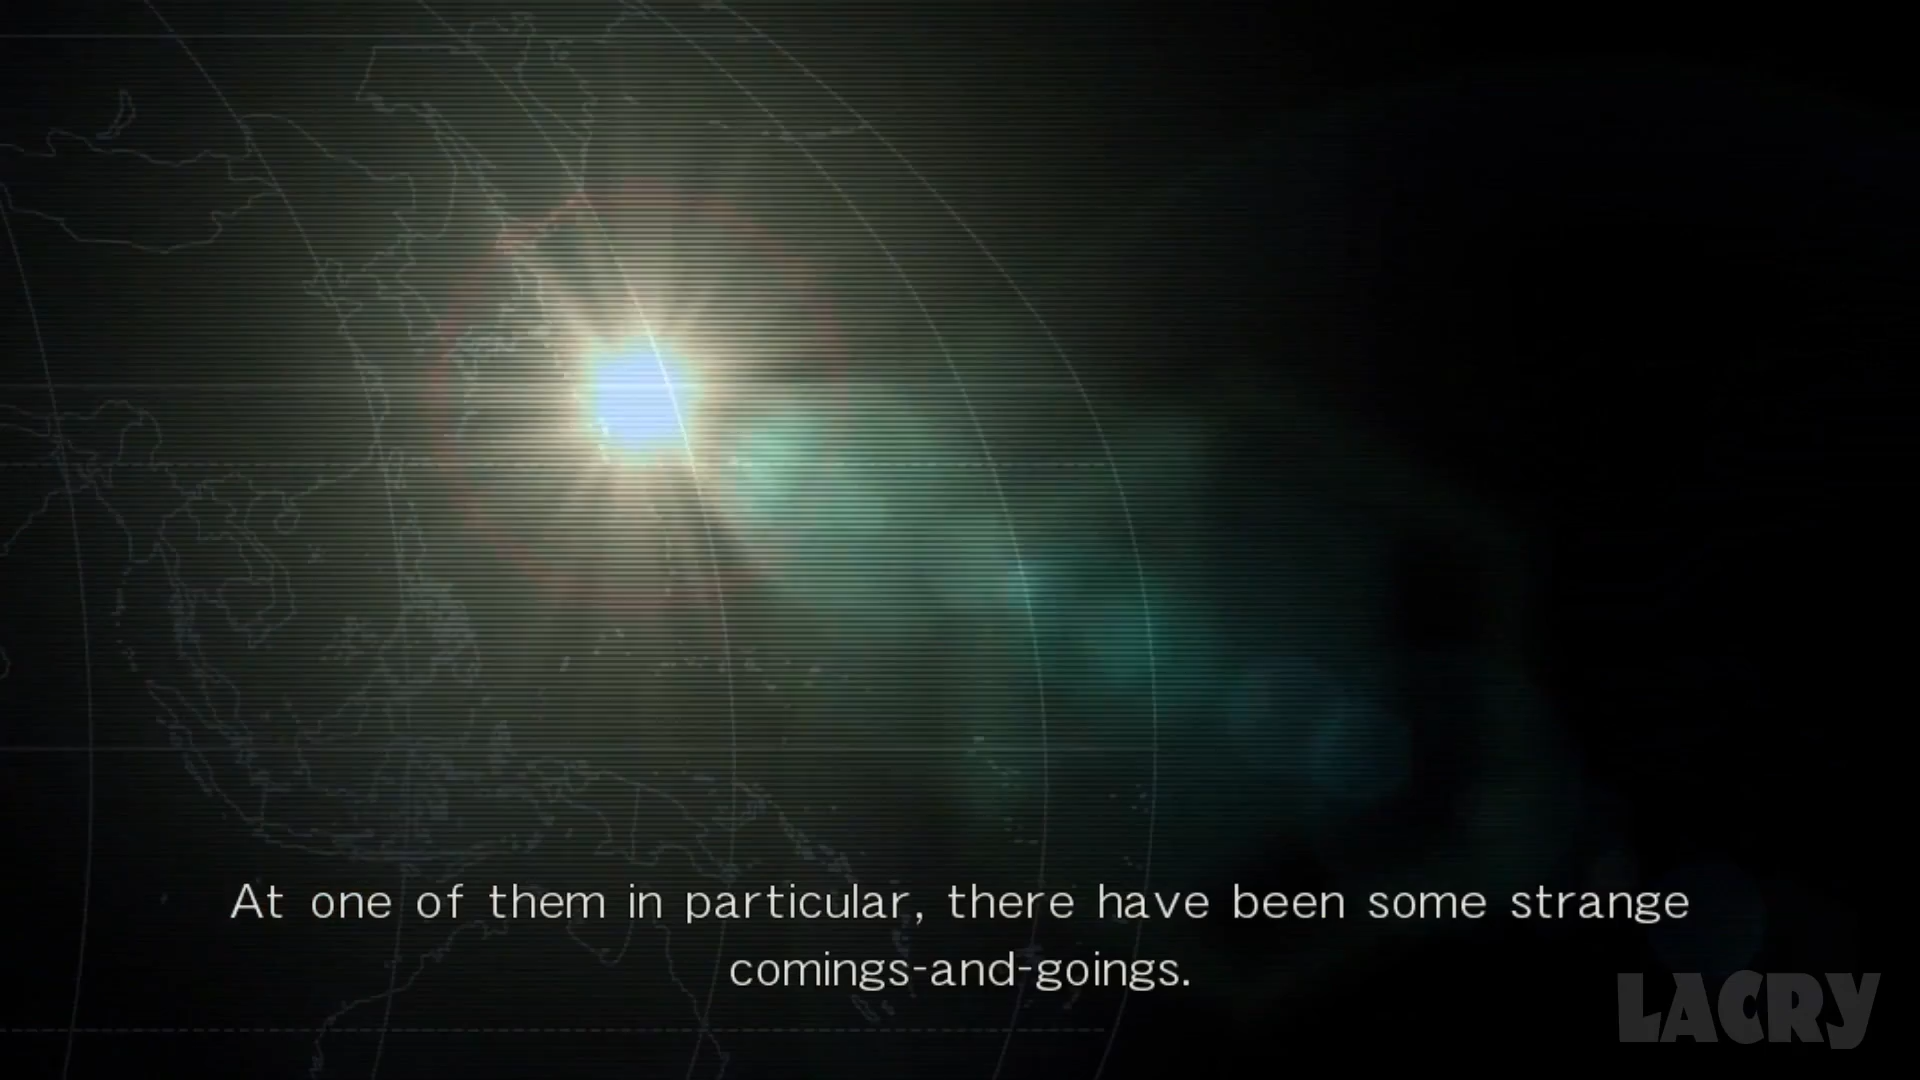 At one of them in particular, there have been some strange
comings-and-goings.
LACRY